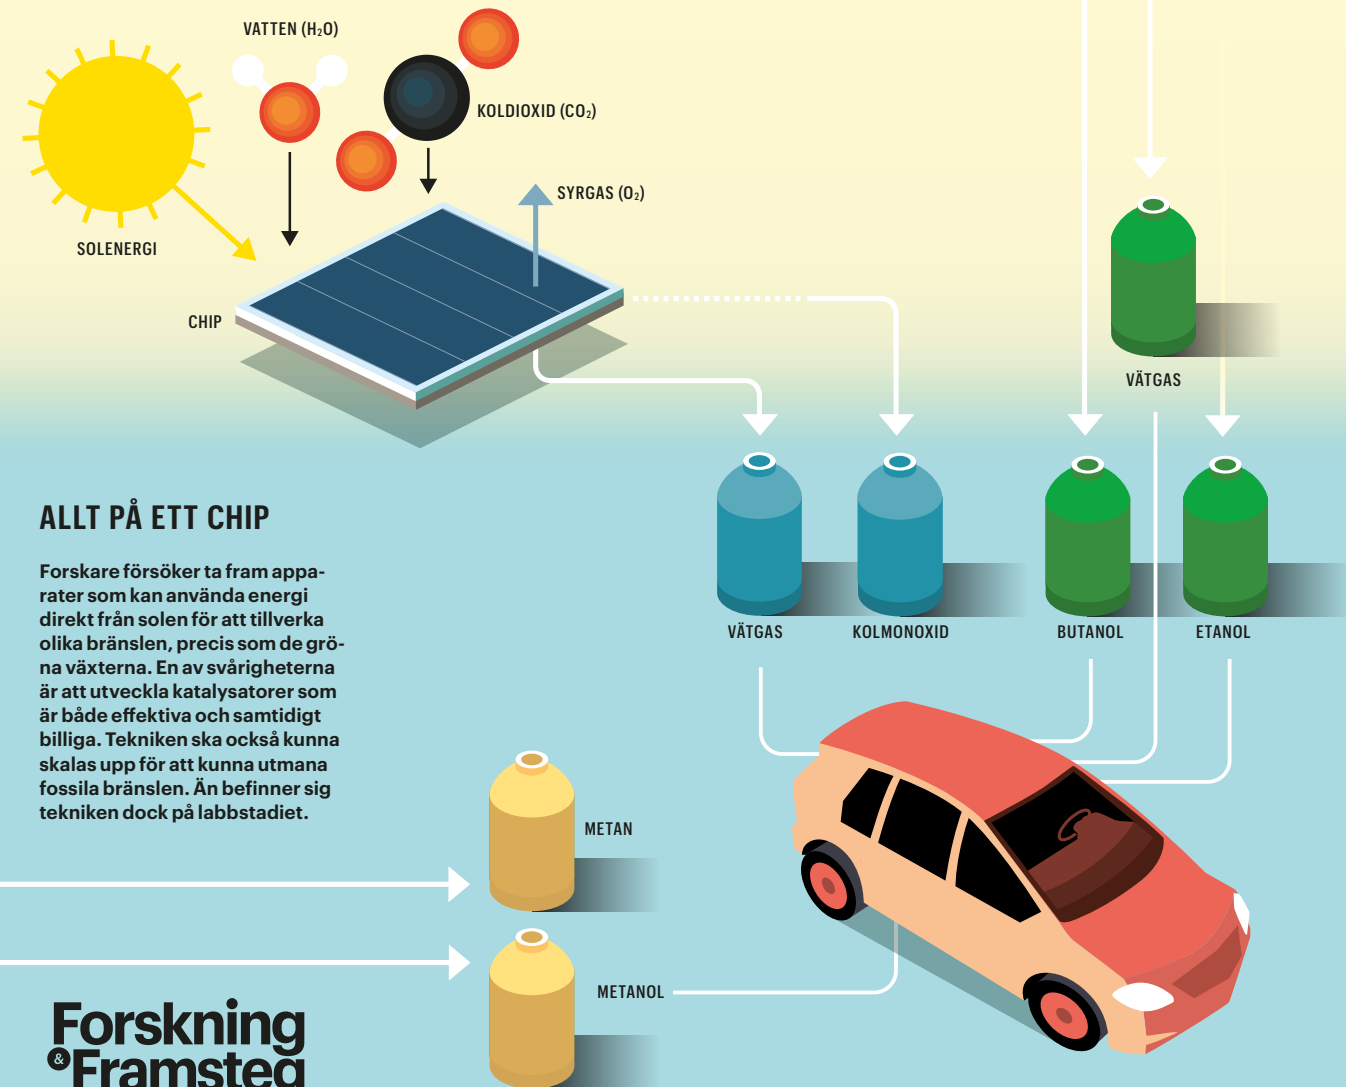 VATTEN (H₂O)
KOLDIOXID (CO₂)
SYRGAS (O₂)
SOLENERGI
CHIP
VÄTGAS
ALLT PÅ ETT CHIP
Forskare försöker ta fram appa-
rater som kan använda energi
direkt från solen för att tillverka
olika bränslen, precis som de grö-
na växterna. En av svårigheterna
är att utveckla katalysatorer som
är både effektiva och samtidigt
billiga. Tekniken ska också kunna
skalas upp för att kunna utmana
fossila bränslen. Än befinner sig
tekniken dock på labbstadiet.
VÄTGAS
KOLMONOXID
BUTANOL
ETANOL
METAN
METANOL
Forskning
& Framsteg